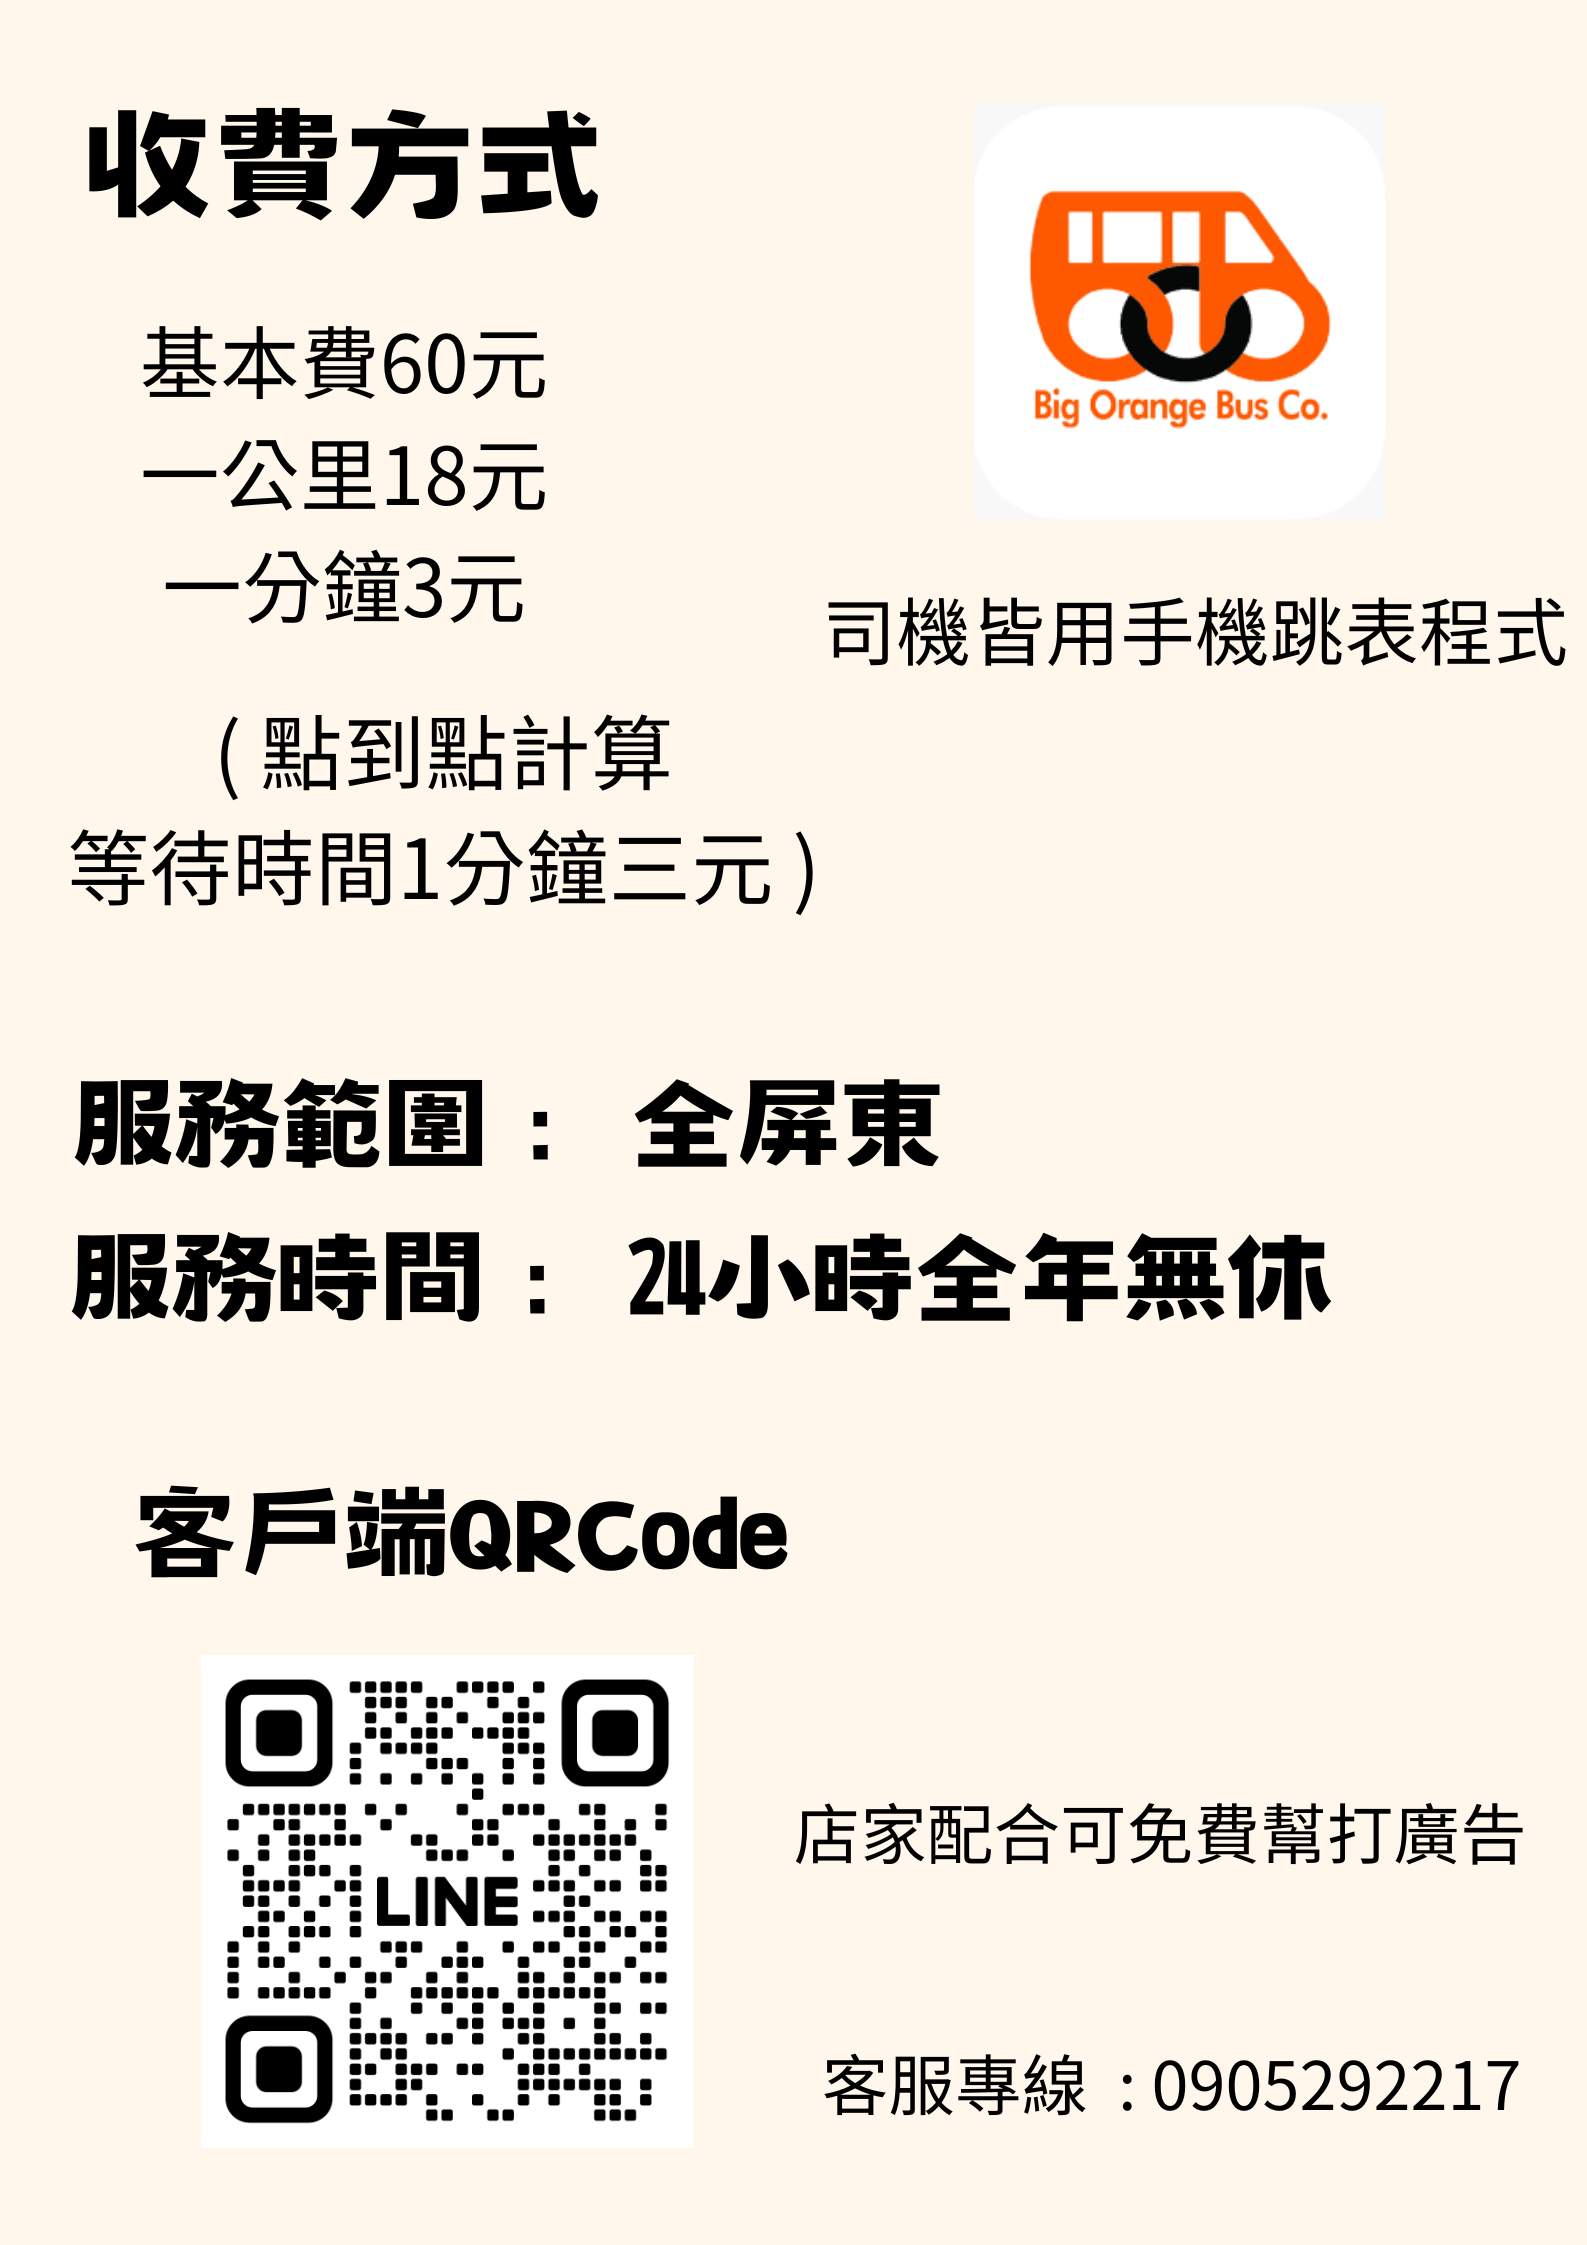 收費方式
基本費60元
一公里18元
一分鐘3元
Big Orange Bus Co.
司機皆用手機跳表程式
( 點到點計算
等待時間1分鐘三元 )
服務範圍 : 全屏東
服務時間 : 24小時全年無休
客戶端QRCode
LINE
店家配合可免費幫打廣告
客服專線 : 0905292217